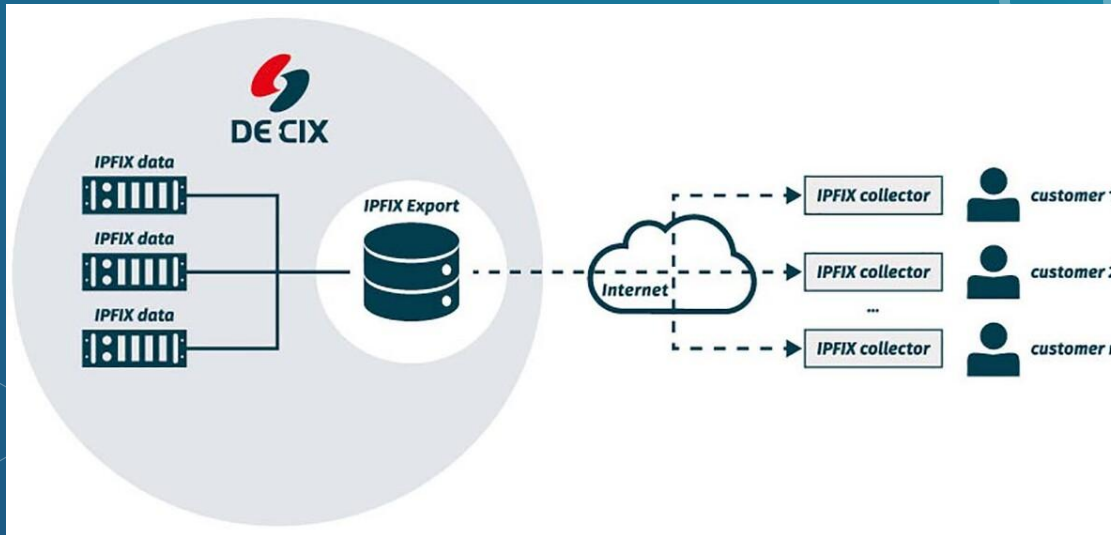 DE CIX
IPFIX data
IPFIX data
IPFIX data
IPFIX Export
Internet
IPFIX collector
customer
IPFIX collector
customer
...
IPFIX collector
customer